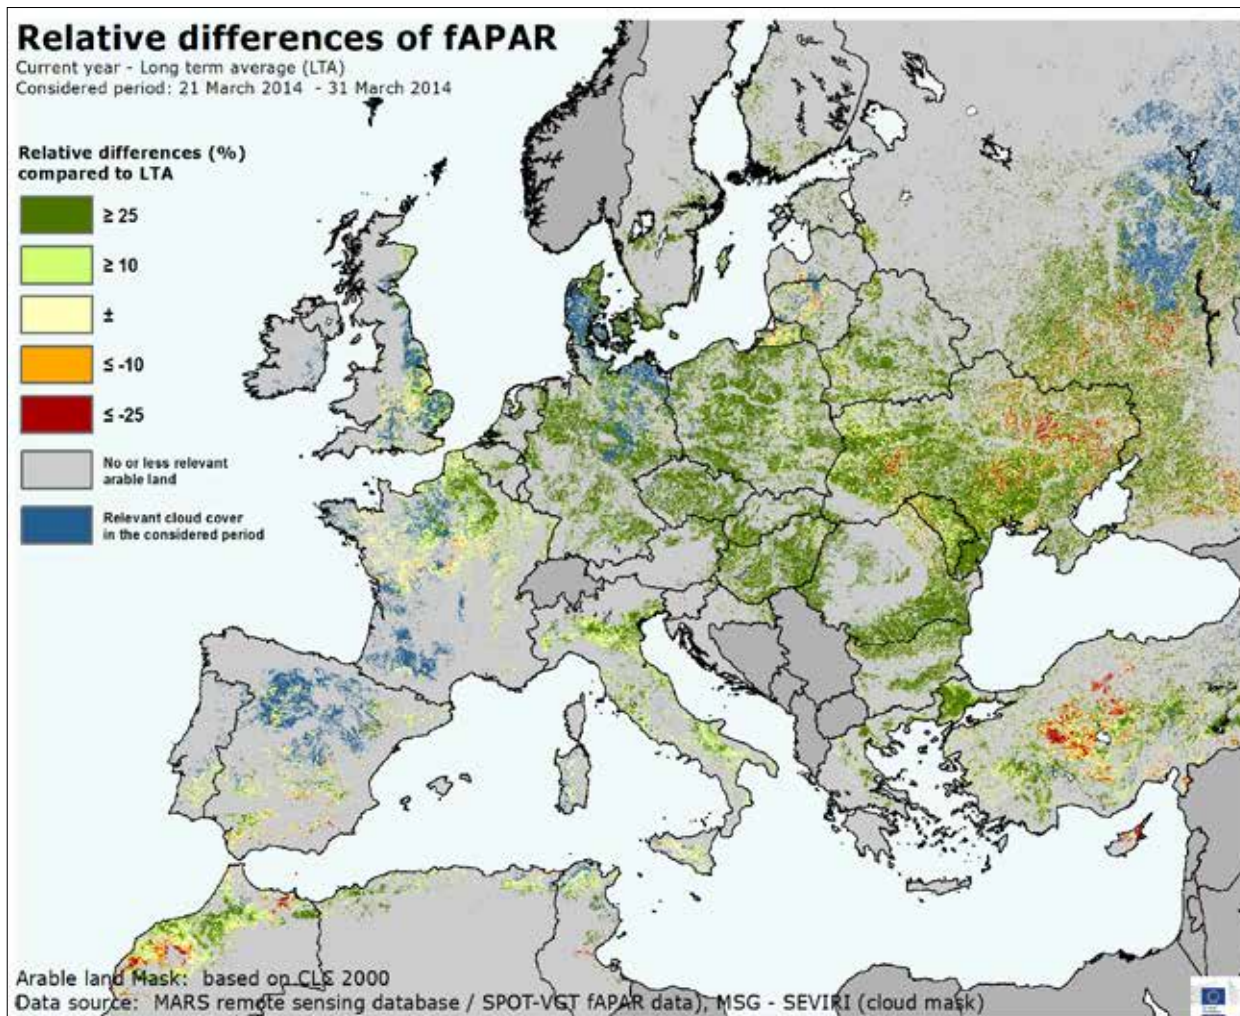 Relative differences of fAPAR
Current year - Long term average (LTA)
Considered period: 21 March 2014 - 31 March 2014
Relative differences (%)
compared to LTA
≥ 25
≥ 10
±
≤ -10
≤ -25
No or less relevant
arable land
Relevant cloud cover
in the considered period
Arable land Mask: based on CLC 2000
Data source: MARS remote sensing database / SPOT-VGT fAPAR data), MSG - SEVIRI (cloud mask)